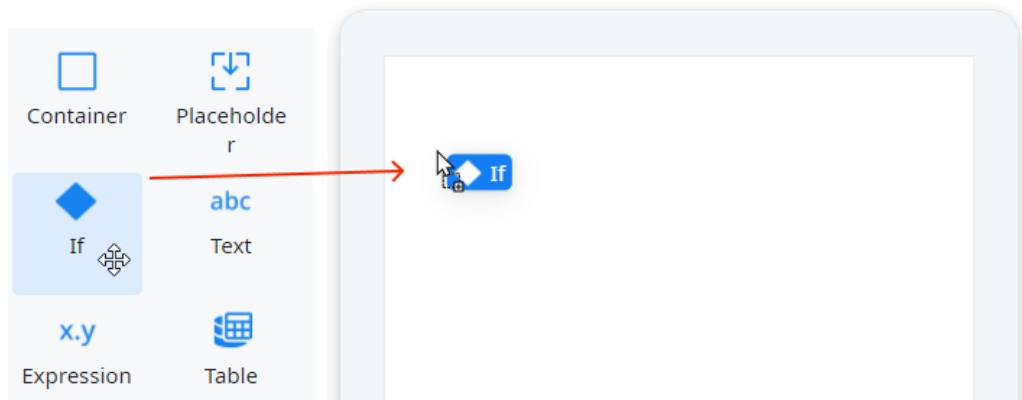 Container
Placeholde
r
If
abc
Text
x.y
Expression
Table
If